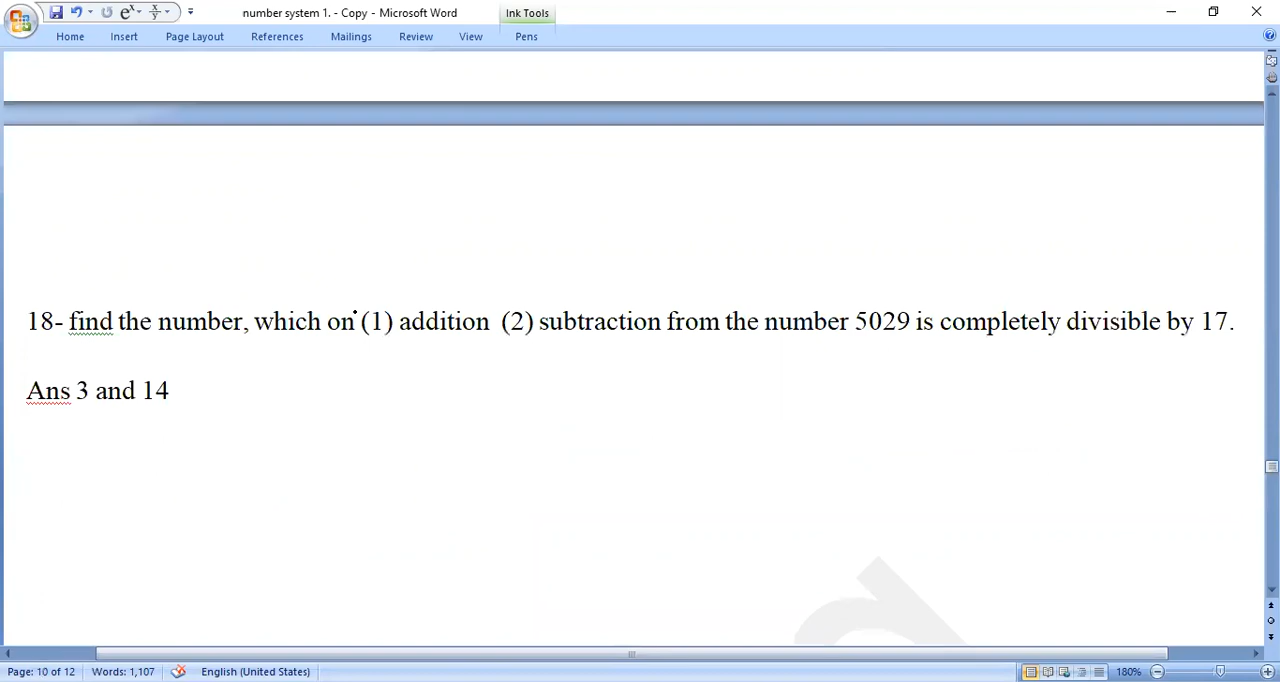 number system 1. - Copy - Microsoft Word
Ink Tools
Home Insert Page Layout References Mailings Review View Pens
18- find the number, which on (1) addition (2) subtraction from the number 5029 is completely divisible by 17.
Ans 3 and 14
Page: 10 of 12 Words: 1,107 English (United States) 180%